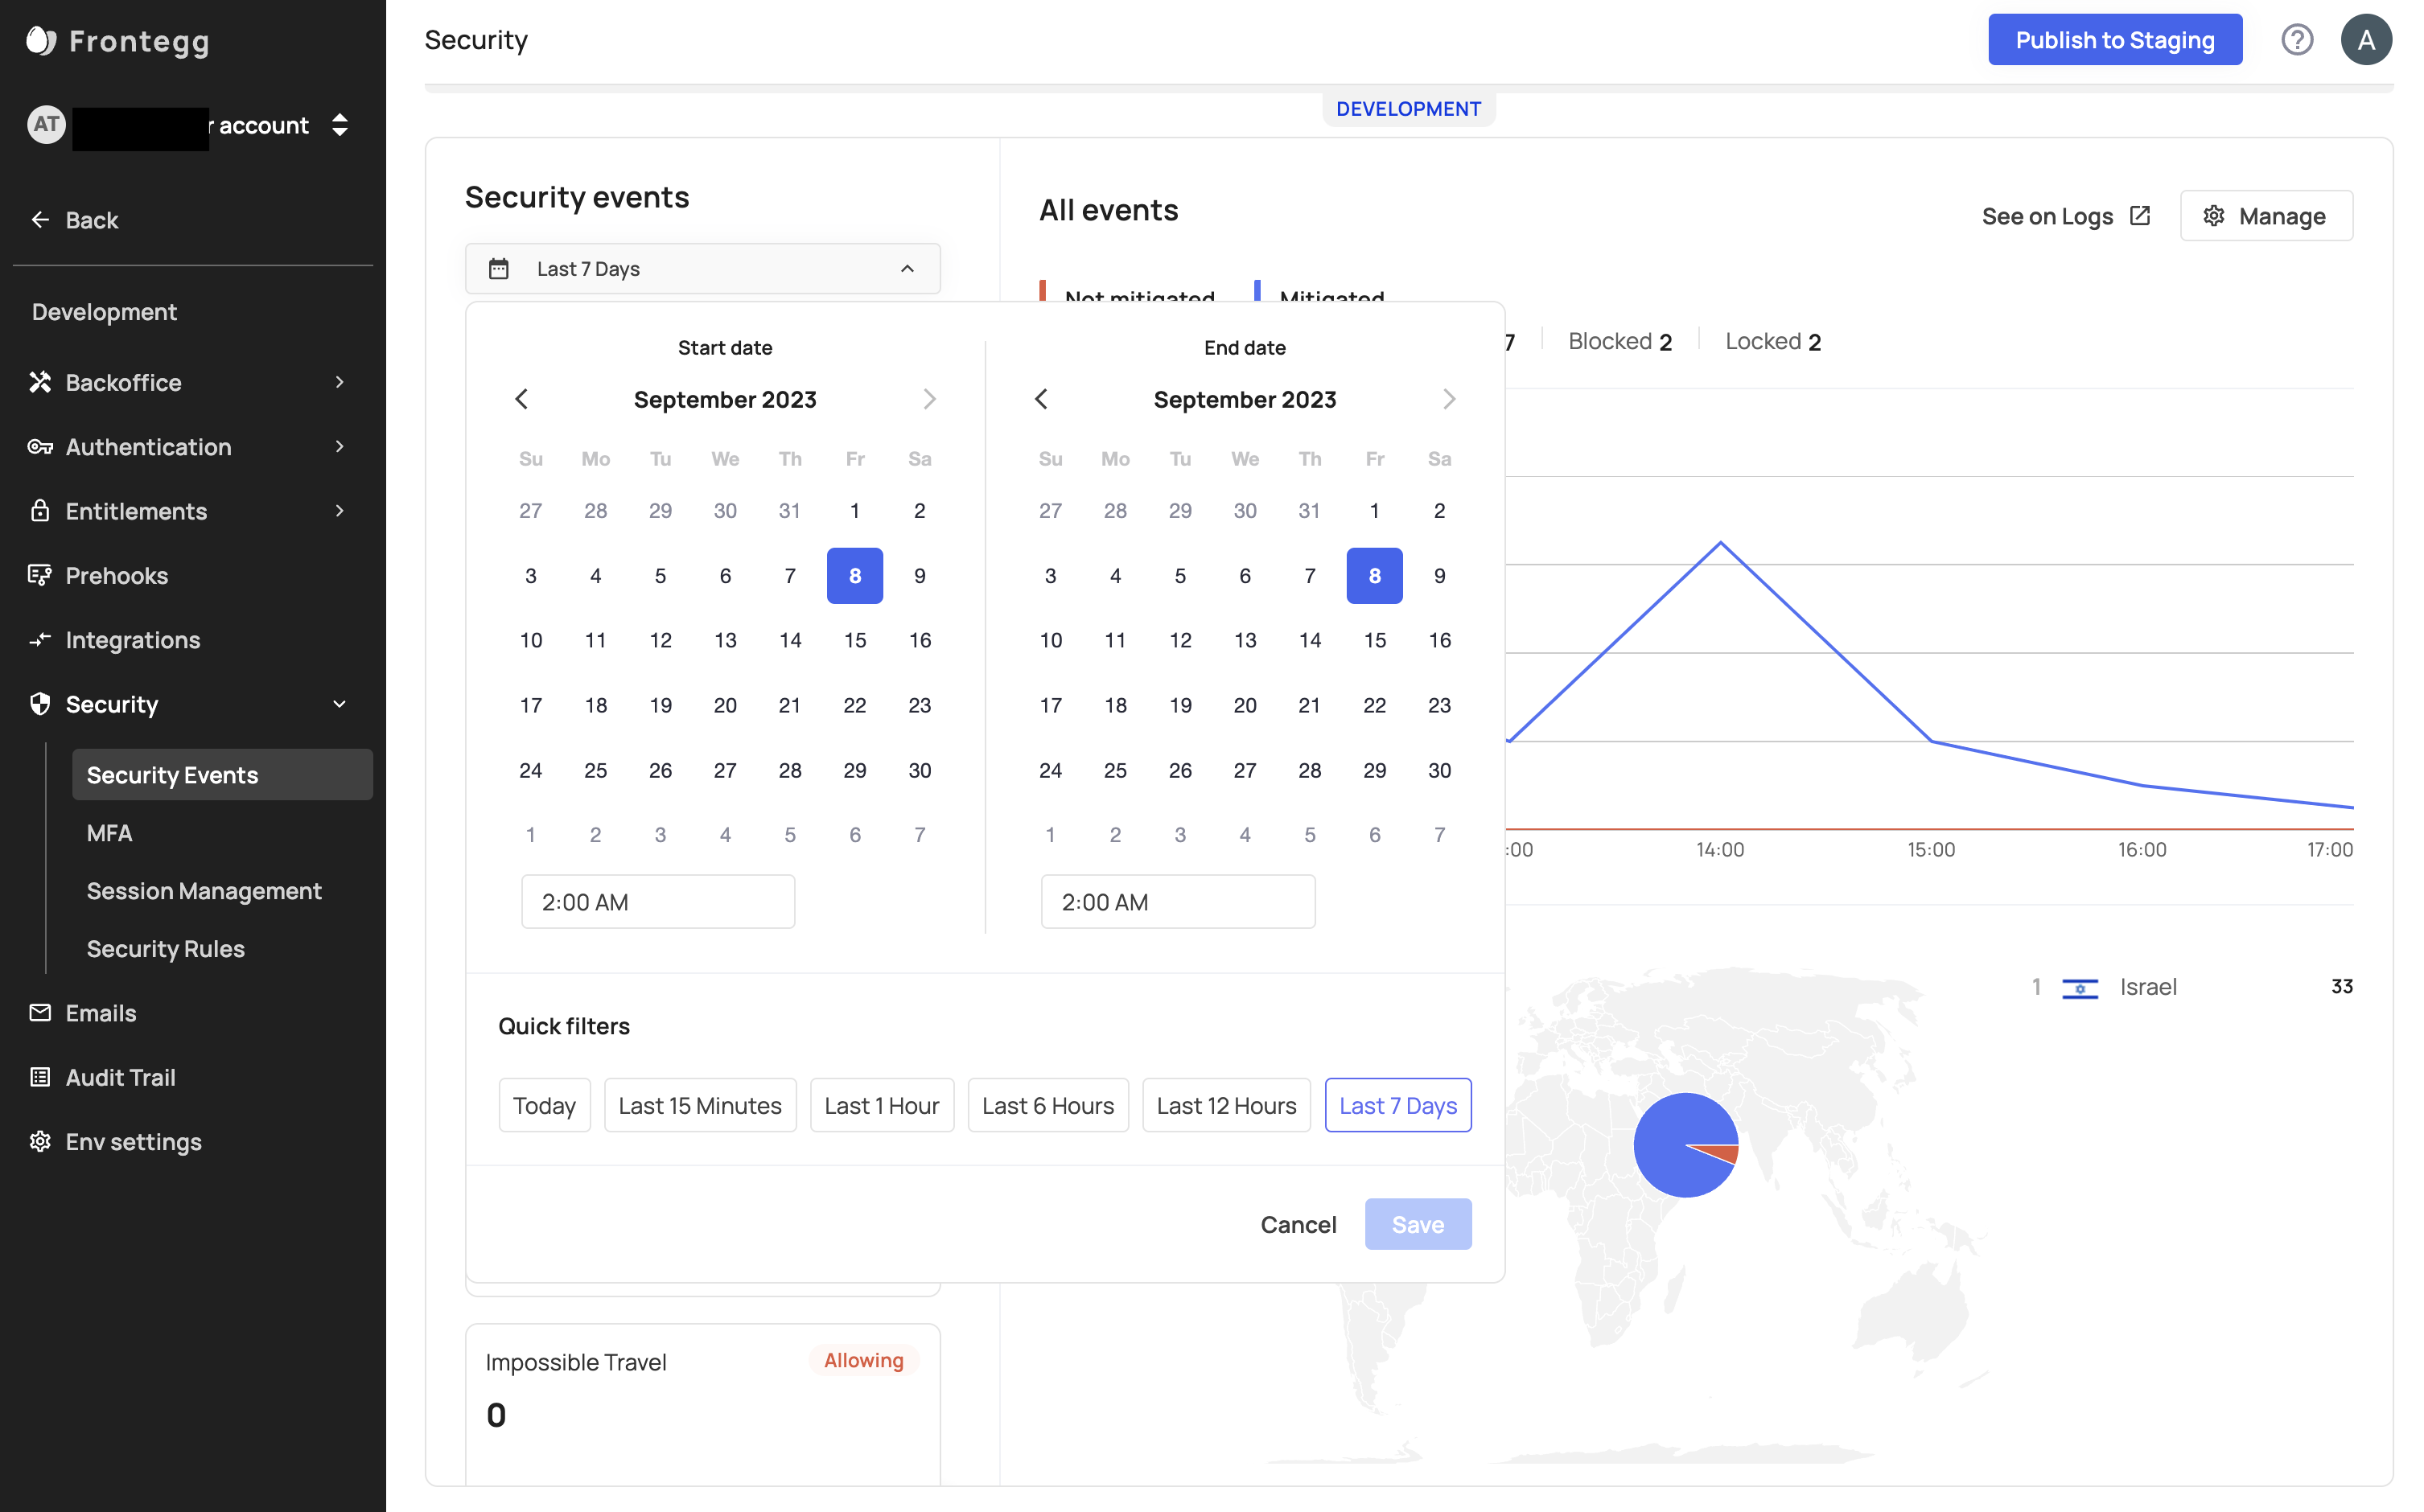 Frontegg
AT
r account
Back
Development
Backoffice
Authentication
Entitlements
Prehooks
Integrations
Security
Security Events
MFA
Session Management
Security Rules
Emails
Audit Trail
Env settings
Security
Publish to Staging
?
A
DEVELOPMENT
Security events
Last 7 Days
All events
See on Logs
Manage
Not mitigated
Mitigated
7
Blocked 2
Locked 2
Start date
September 2023
Su Mo Tu We Th Fr Sa
27 28 29 30 31 1 2
3 4 5 6 7 8 9
10 11 12 13 14 15 16
17 18 19 20 21 22 23
24 25 26 27 28 29 30
1 2 3 4 5 6 7
2:00 AM
End date
September 2023
Su Mo Tu We Th Fr Sa
27 28 29 30 31 1 2
3 4 5 6 7 8 9
10 11 12 13 14 15 16
17 18 19 20 21 22 23
24 25 26 27 28 29 30
1 2 3 4 5 6 7
2:00 AM
Quick filters
Today
Last 15 Minutes
Last 1 Hour
Last 6 Hours
Last 12 Hours
Last 7 Days
Cancel
Save
:00 14:00 15:00 16:00 17:00
1 Israel 33
Impossible Travel
Allowing
0